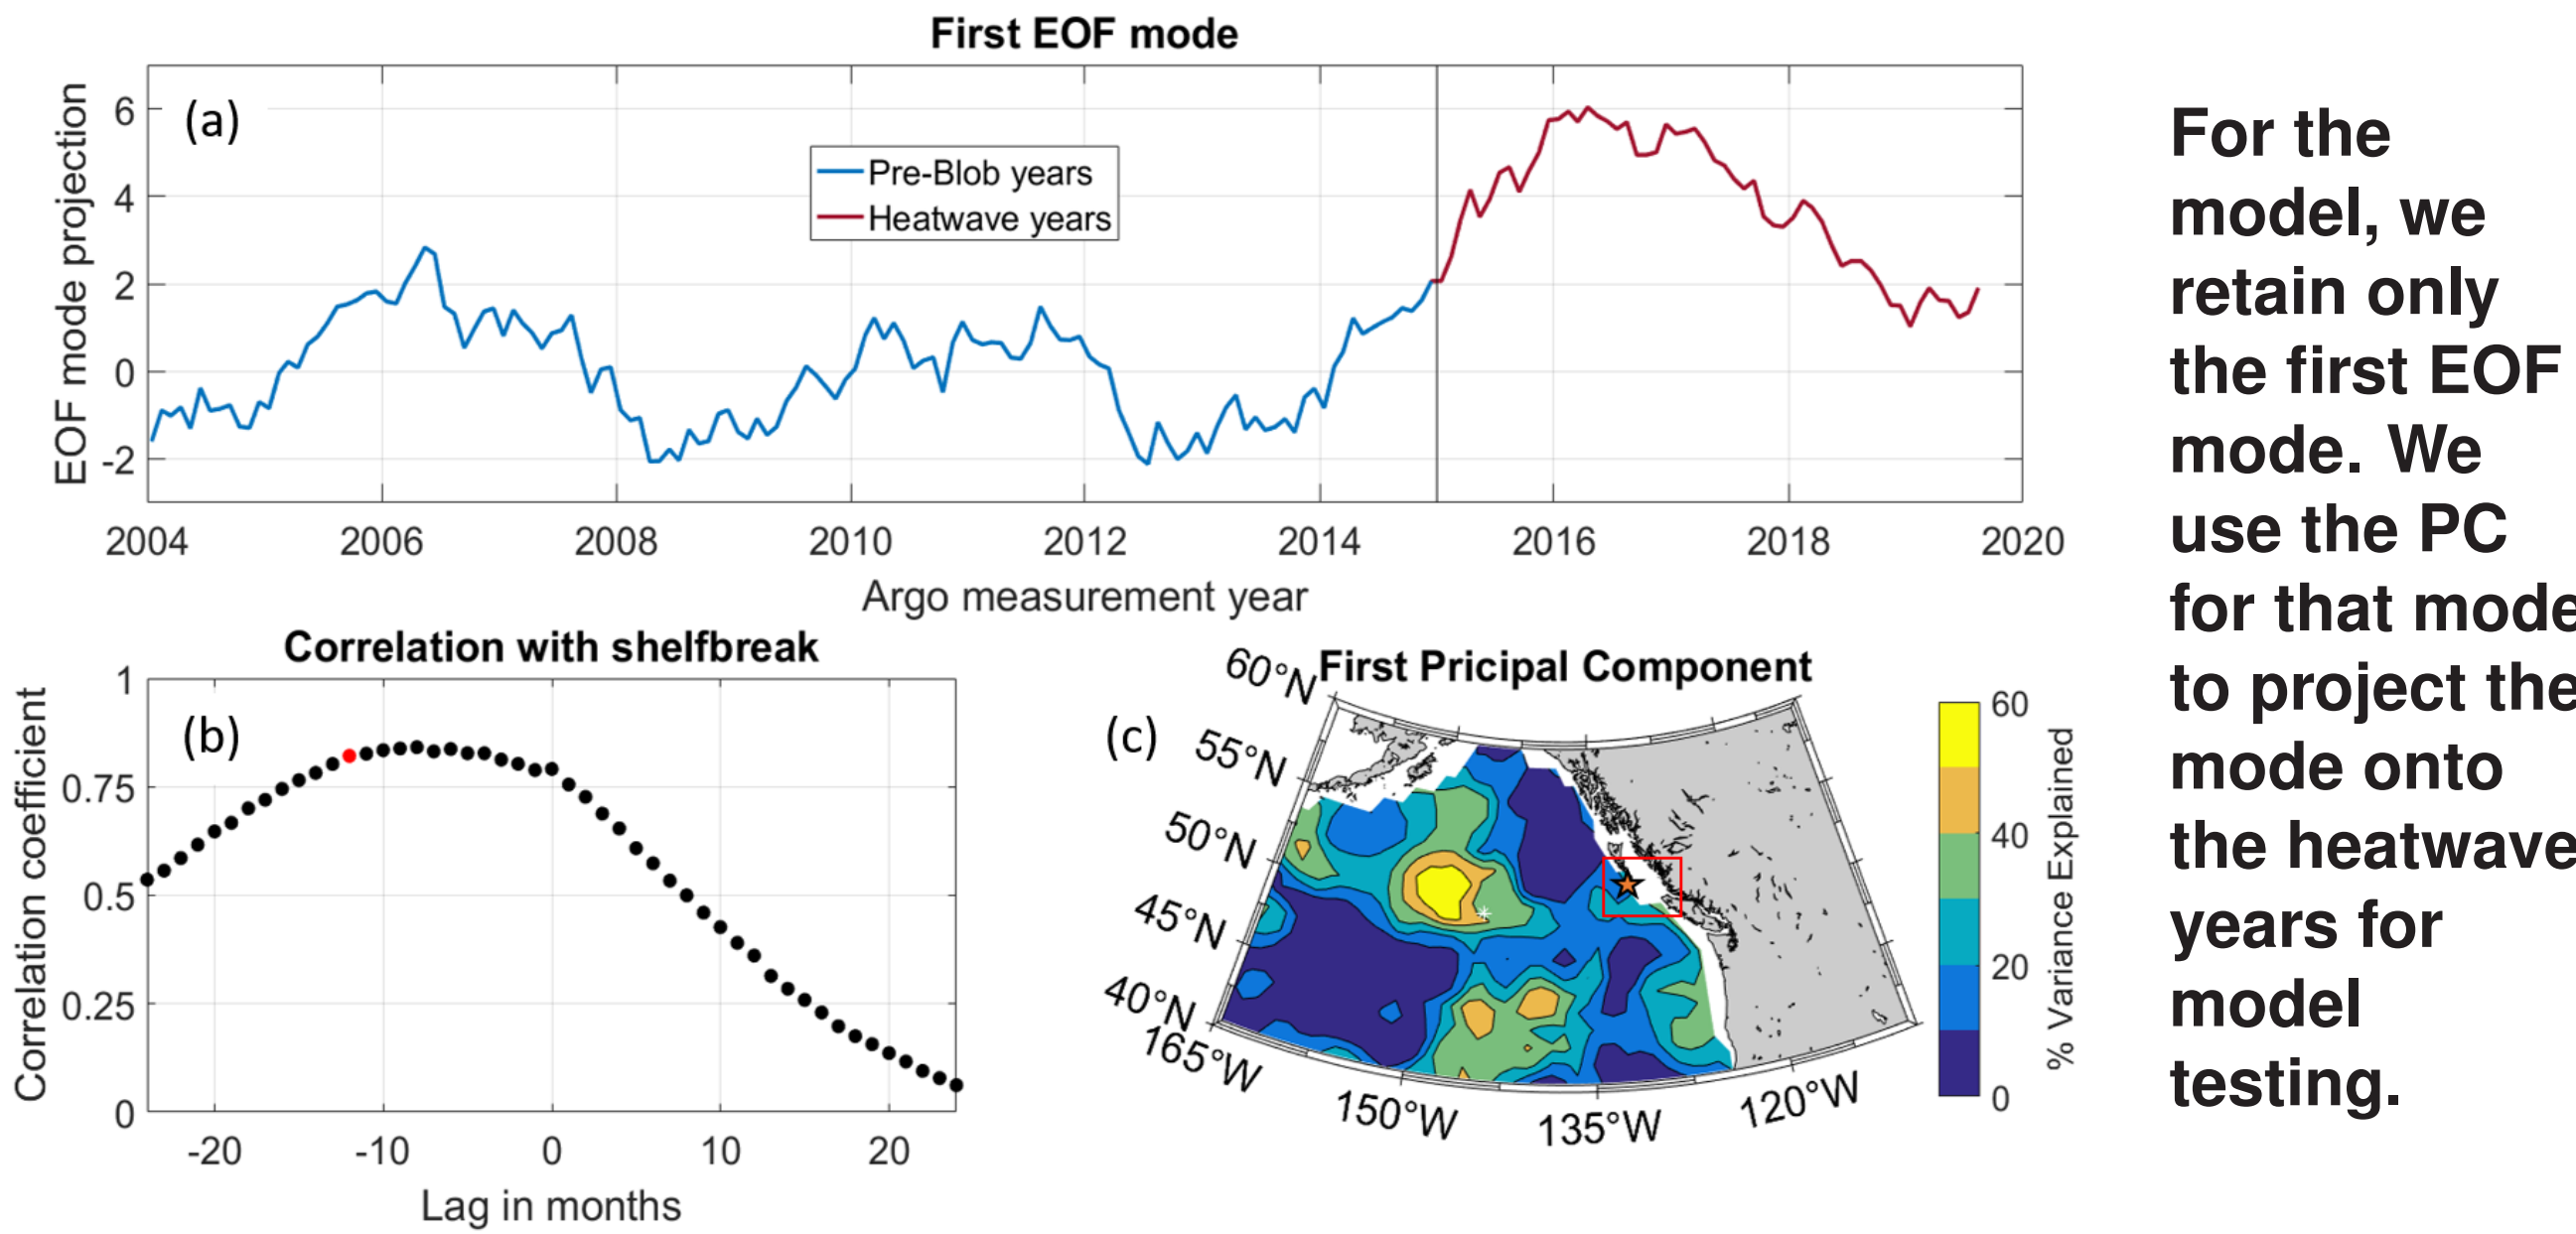 First EOF mode
(a)
EOF mode projection
6
4
2
0
-2
Pre-Blob years
Heatwave years
2004 2006 2008 2010 2012 2014 2016 2018 2020
Argo measurement year
Correlation with shelfbreak
(b)
Correlation coefficient
1
0.75
0.5
0.25
0
-20 -10 0 10 20
Lag in months
First Pricipal Component
(c)
60°N
55°N
50°N
45°N
40°N
165°W
150°W
135°W
120°W
60
40
20
0
% Variance Explained
For the
model, we
retain only
the first EOF
mode. We
use the PC
for that mode
to project the
mode onto
the heatwave
years for
model
testing.